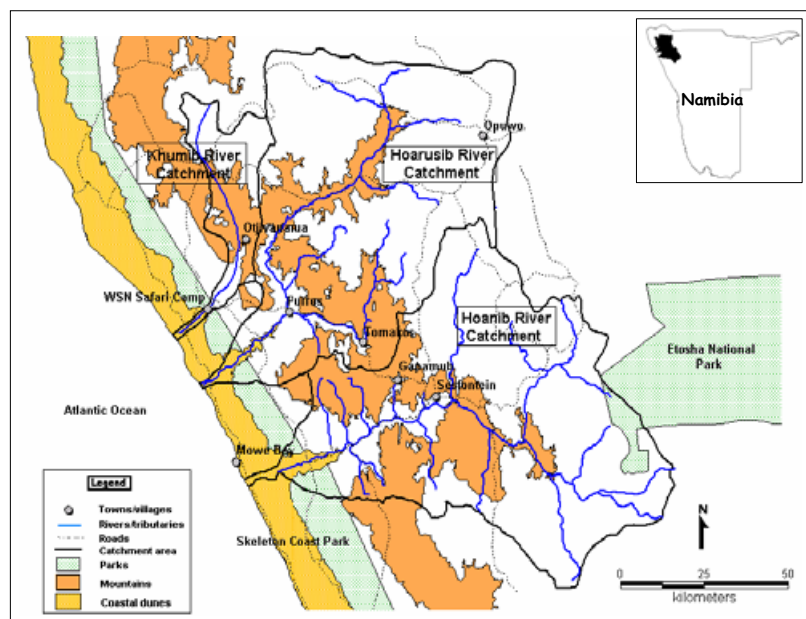 Namibia
Opuwo
Khumib River
Catchment
Hoarusib River
Catchment
WSN Safari Camp
Purros
Tomakos
Hoanib River
Catchment
Etosha National
Park
Ganamub
Sesfontein
Atlantic Ocean
Mowe Bay
Skeleton Coast Park
Legend
Towns/villages
Rivers/tributaries
Roads
Catchment area
Parks
Mountains
Coastal dunes
N
0 25 50
kilometers